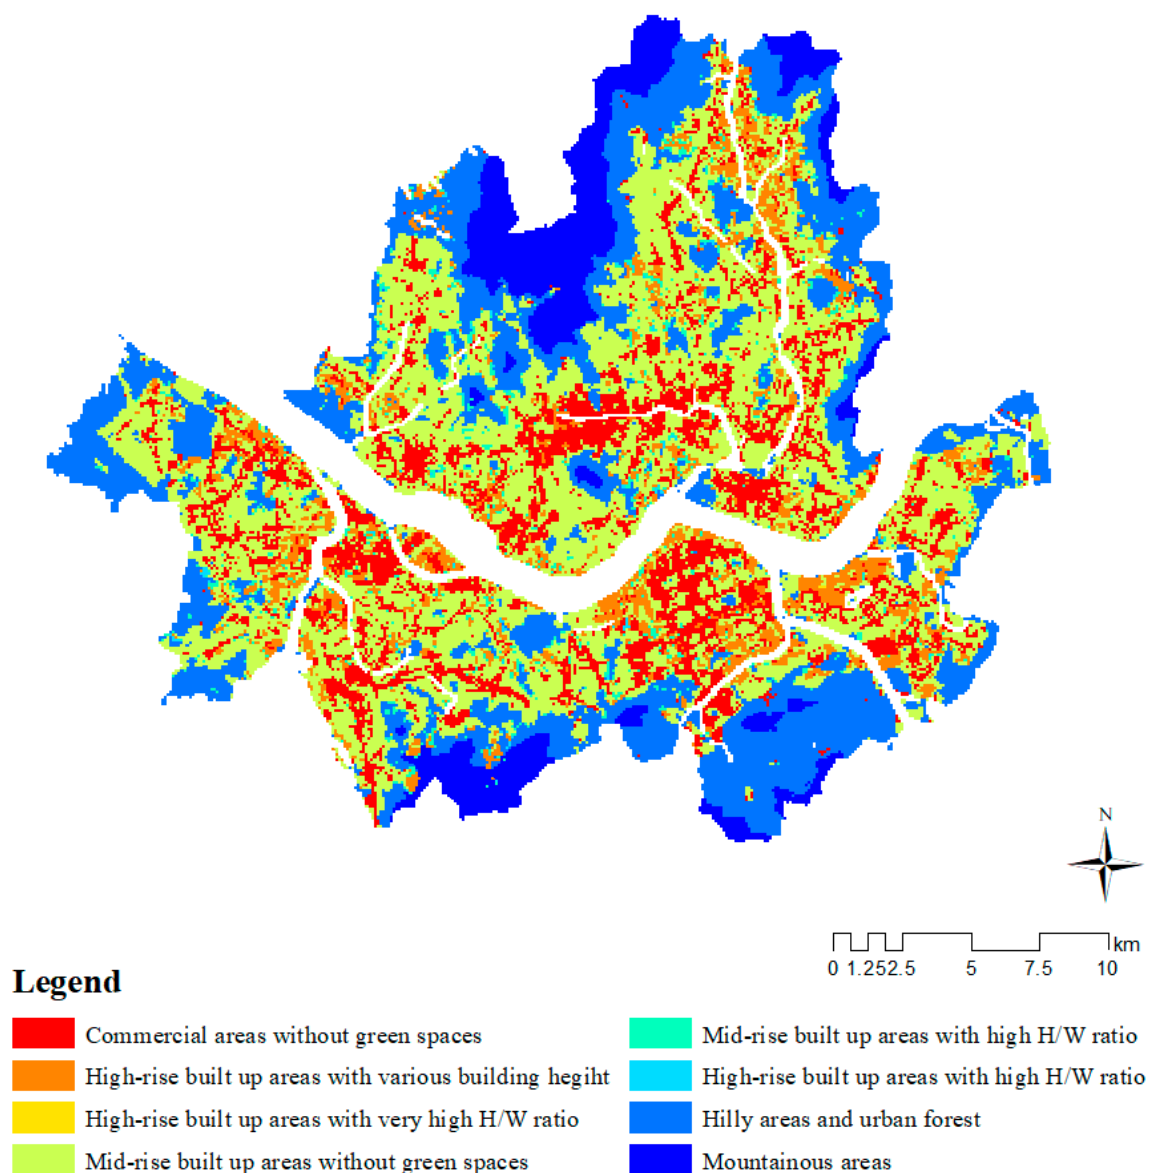 N
km
0 1.252.5 5 7.5 10
Legend
Commercial areas without green spaces
High-rise built up areas with various building hegiht
High-rise built up areas with very high H/W ratio
Mid-rise built up areas without green spaces
Mid-rise built up areas with high H/W ratio
High-rise built up areas with high H/W ratio
Hilly areas and urban forest
Mountainous areas